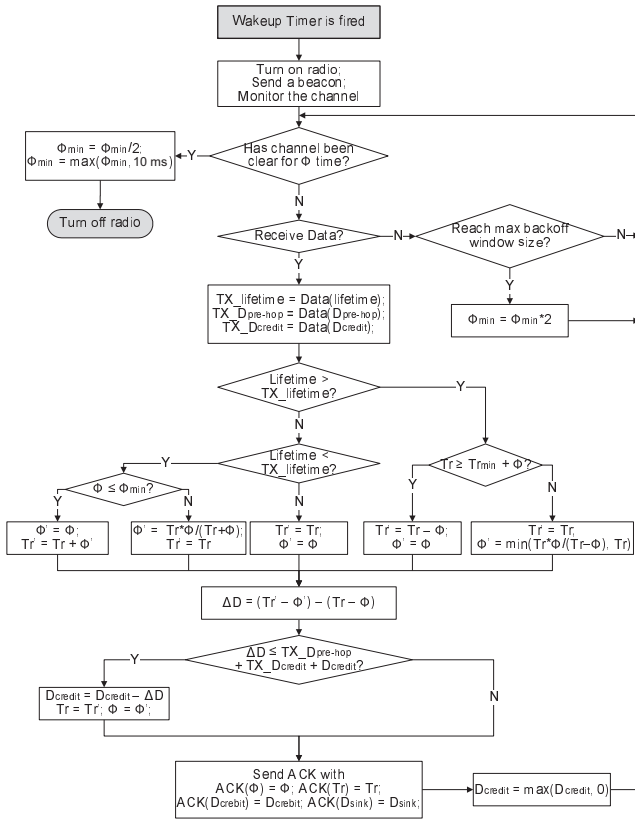 Wakeup Timer is fired
Turn on radio;
Send a beacon;
Monitor the channel
Has channel been
clear for Φ time?
Y
Φmin = Φmin/2;
Φmin = max(Φmin, 10 ms)
Turn off radio
N
Receive Data?
N
Reach max backoff
window size?
N
Y
Y
Φmin = Φmin*2
TX_lifetime = Data(lifetime);
TX_Dpre-hop = Data(Dpre-hop);
TX_Dcredit = Data(Dcredit);
Lifetime >
TX_lifetime?
Y
N
Lifetime <
TX_lifetime?
Y
Tr ≥ Trmin + Φ?
Φ ≤ Φmin?
Y
N
N
Y
N
Φ' = Φ;
Tr' = Tr + Φ'
Φ' = Tr*Φ/(Tr+Φ);
Tr' = Tr
Tr' = Tr;
Φ' = Φ
Tr' = Tr – Φ;
Φ' = Φ
Tr' = Tr,
Φ' = min(Tr*Φ/(Tr–Φ), Tr)
ΔD = (Tr' – Φ') – (Tr – Φ)
ΔD ≤ TX_Dpre-hop
+ TX_Dcredit + Dcredit?
Y
N
Dcredit = Dcredit – ΔD
Tr = Tr'; Φ = Φ';
Send ACK with
ACK(Φ) = Φ; ACK(Tr) = Tr;
ACK(Dcrebit) = Dcrebit; ACK(Dsink) = Dsink;
Dcredit = max(Dcredit, 0)